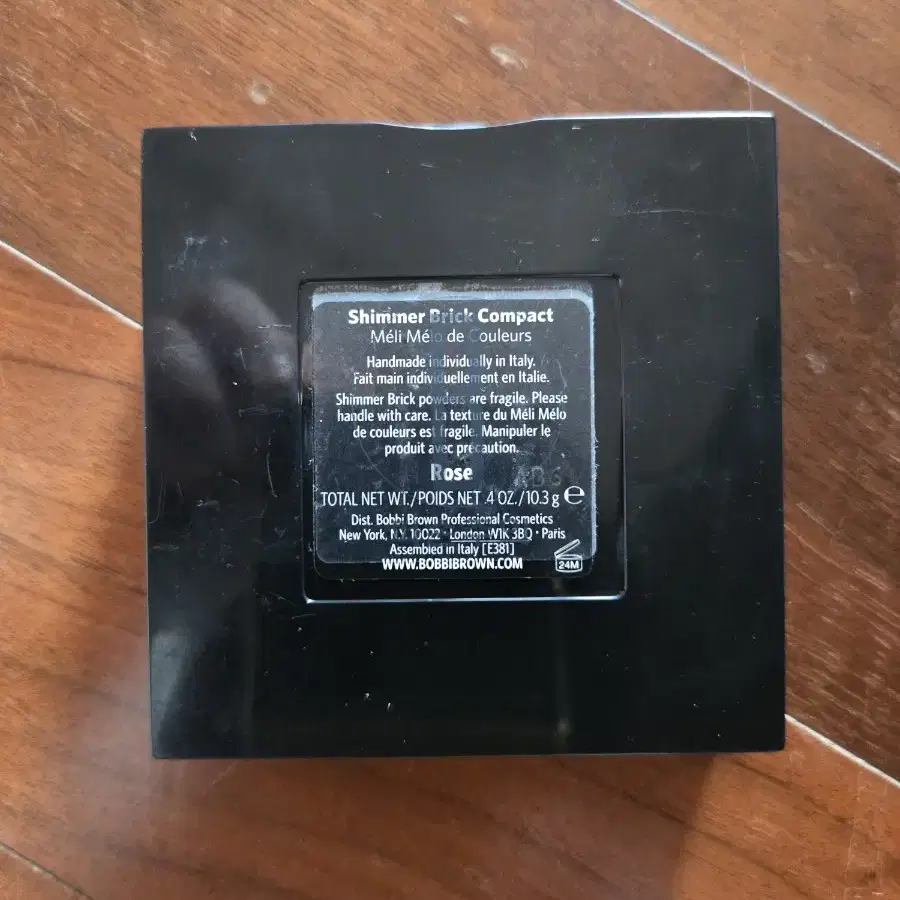 Shimmer Brick Compact
Méli Mélo de Couleurs
Handmade individually in Italy.
Fait main individuellement en Italie.
Shimmer Brick powders are fragile. Please
handle with care. La texture du Méli Mélo
de couleurs est fragile. Manipuler le
produit avec précaution.
Rose
TOTAL NET WT./POIDS NET .4 OZ./10.3 g ℮
Dist. Bobbi Brown Professional Cosmetics
New York, N.Y. 10022 • London W1K 3BQ • Paris
Assembled in Italy [E381]
WWW.BOBBIBROWN.COM
24M